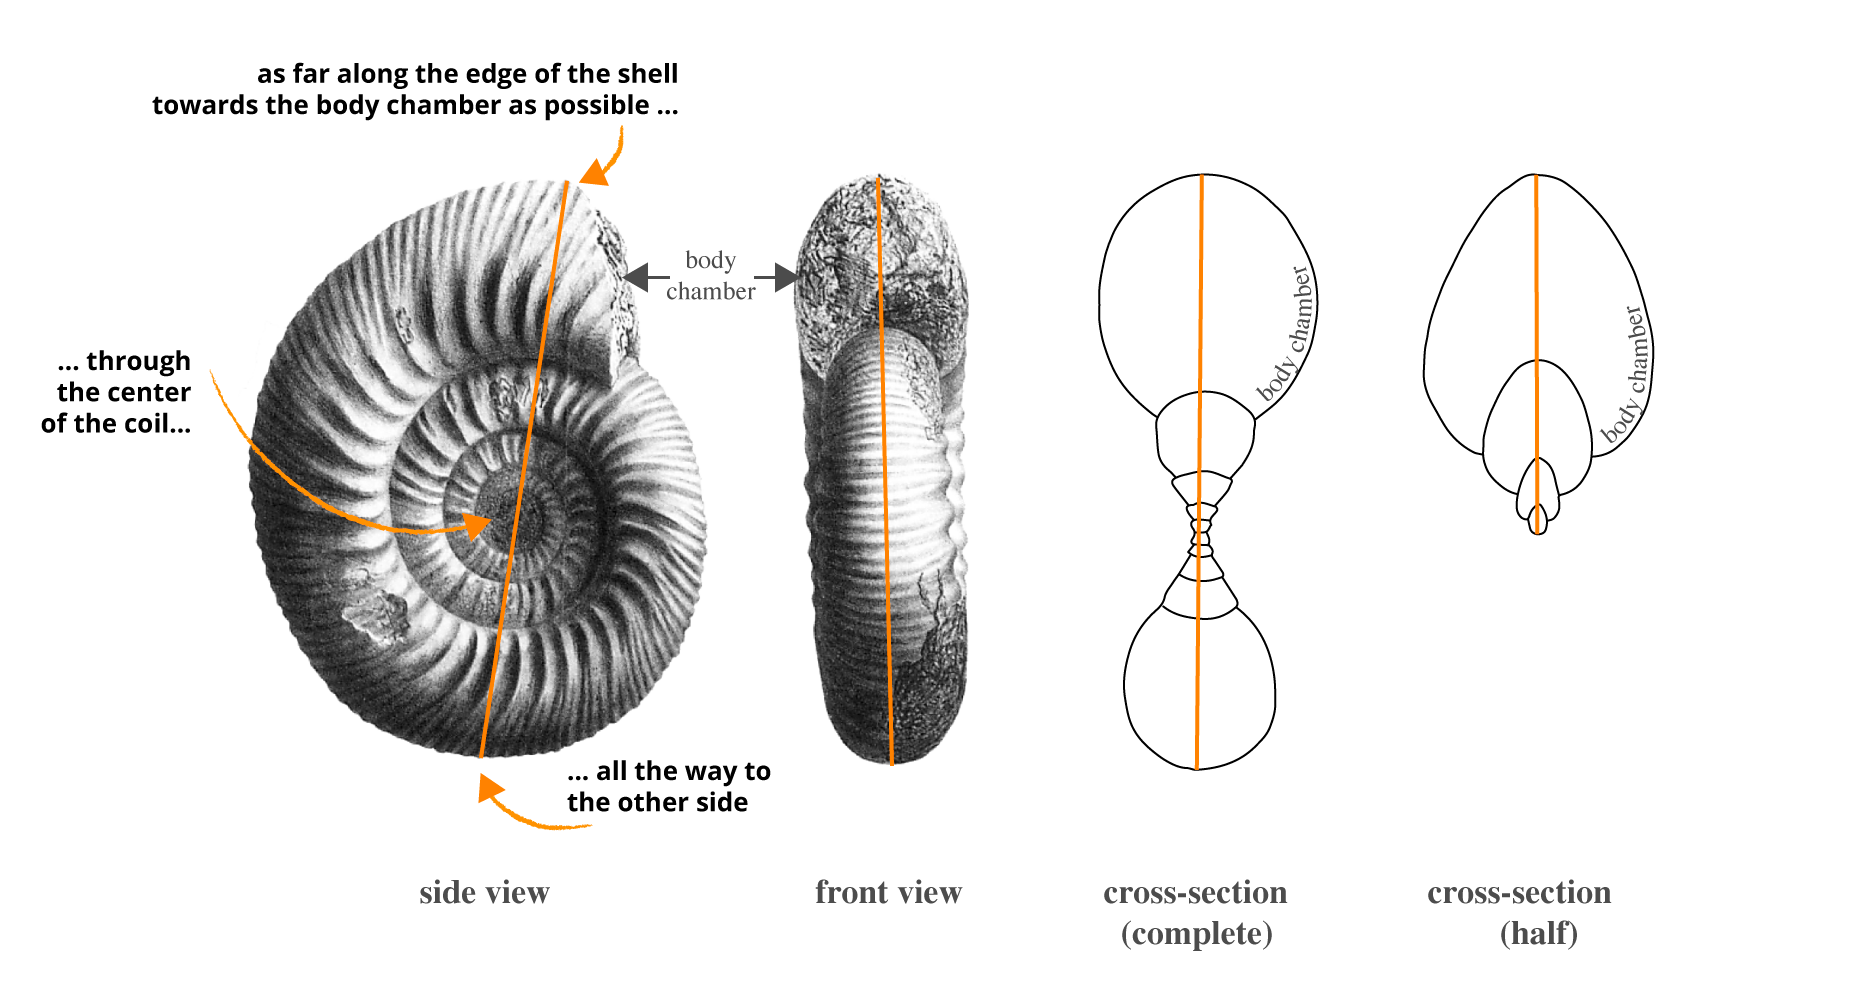 as far along the edge of the shell
towards the body chamber as possible ...
body
chamber
... through
the center
of the coil...
... all the way to
the other side
body chamber
body chamber
side view
front view
cross-section
(complete)
cross-section
(half)